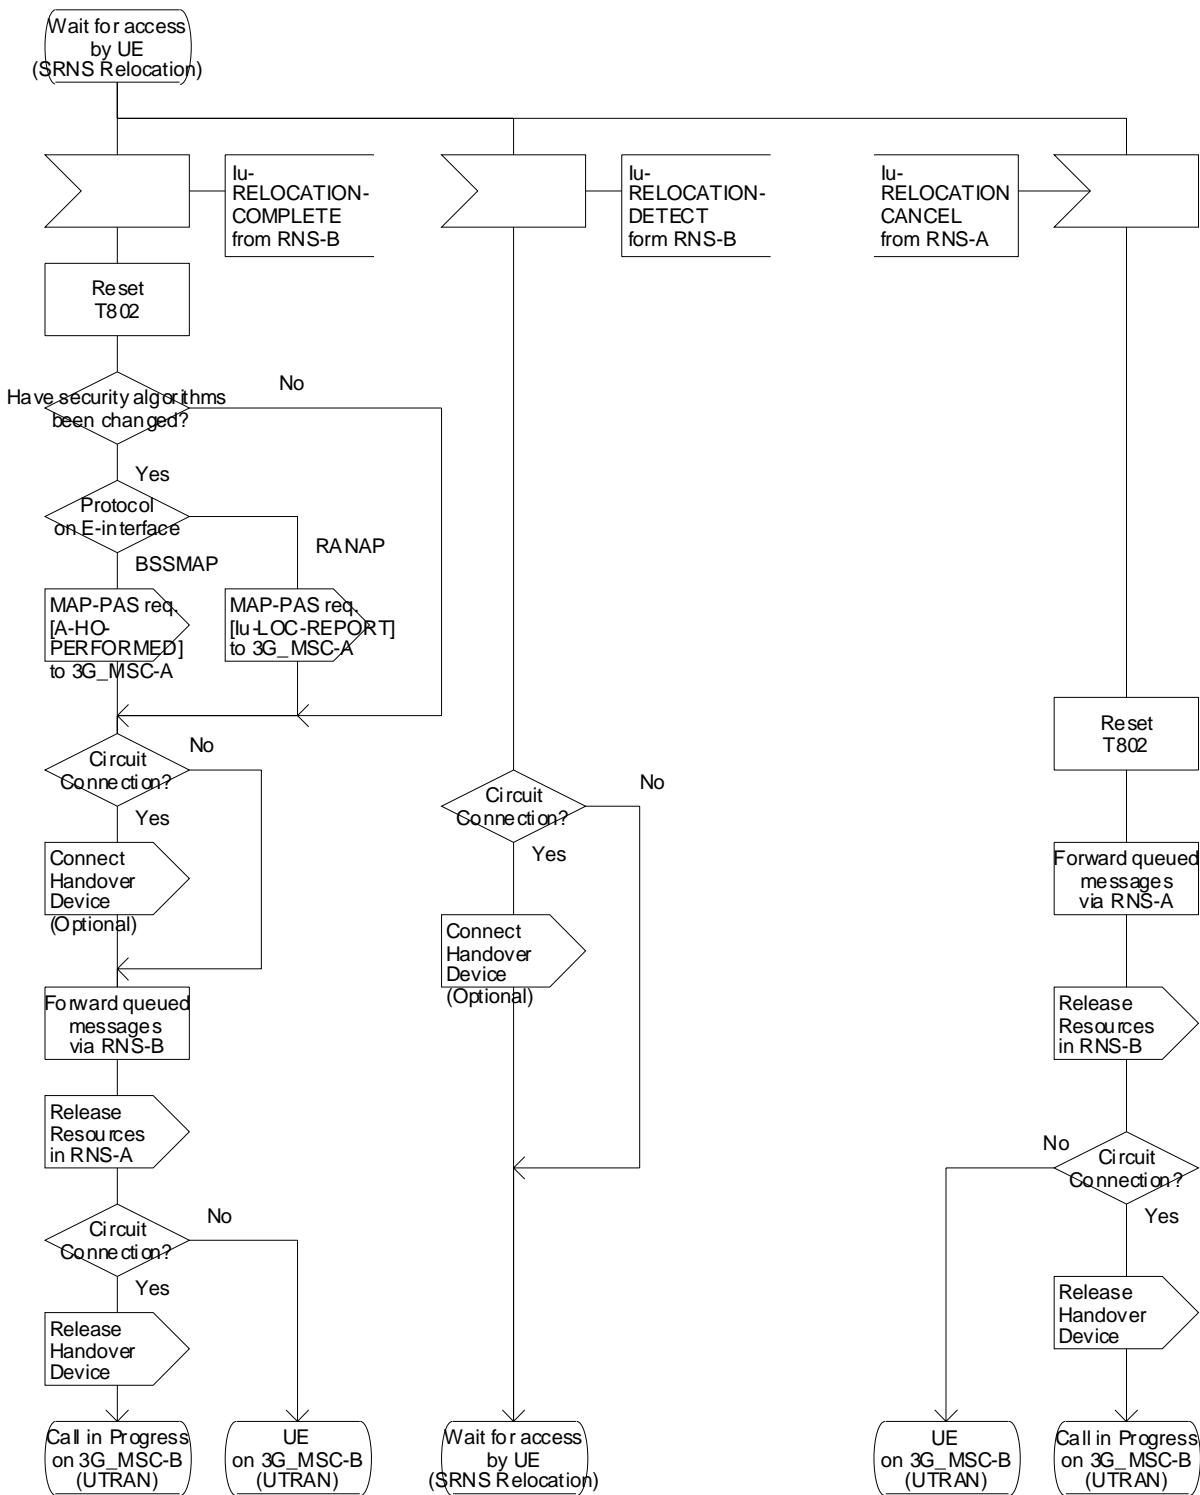 Wait for access
by UE
(SRNS Relocation)
Iu-
RELOCATION-
COMPLETE
from RNS-B
Iu-
RELOCATION-
DETECT
form RNS-B
Iu-
RELOCATION
CANCEL
from RNS-A
Reset
T802
Have security algorithms
been changed?
No
Yes
Protocol
on E-interface
BSSMAP
RANAP
MAP-PAS req.
[A-HO-
PERFORMED]
to 3G_MSC-A
MAP-PAS req.
[Iu-LOC-REPORT]
to 3G_MSC-A
Circuit
Connection?
No
Yes
Connect
Handover
Device
(Optional)
Forward queued
messages
via RNS-B
Release
Resources
in RNS-A
Circuit
Connection?
No
Yes
Release
Handover
Device
Call in Progress
on 3G_MSC-B
(UTRAN)
UE
on 3G_MSC-B
(UTRAN)
Circuit
Connection?
No
Yes
Connect
Handover
Device
(Optional)
Wait for access
by UE
(SRNS Relocation)
Reset
T802
Forward queued
messages
via RNS-A
Release
Resources
in RNS-B
Circuit
Connection?
No
Yes
Release
Handover
Device
UE
on 3G_MSC-B
(UTRAN)
Call in Progress
on 3G_MSC-B
(UTRAN)